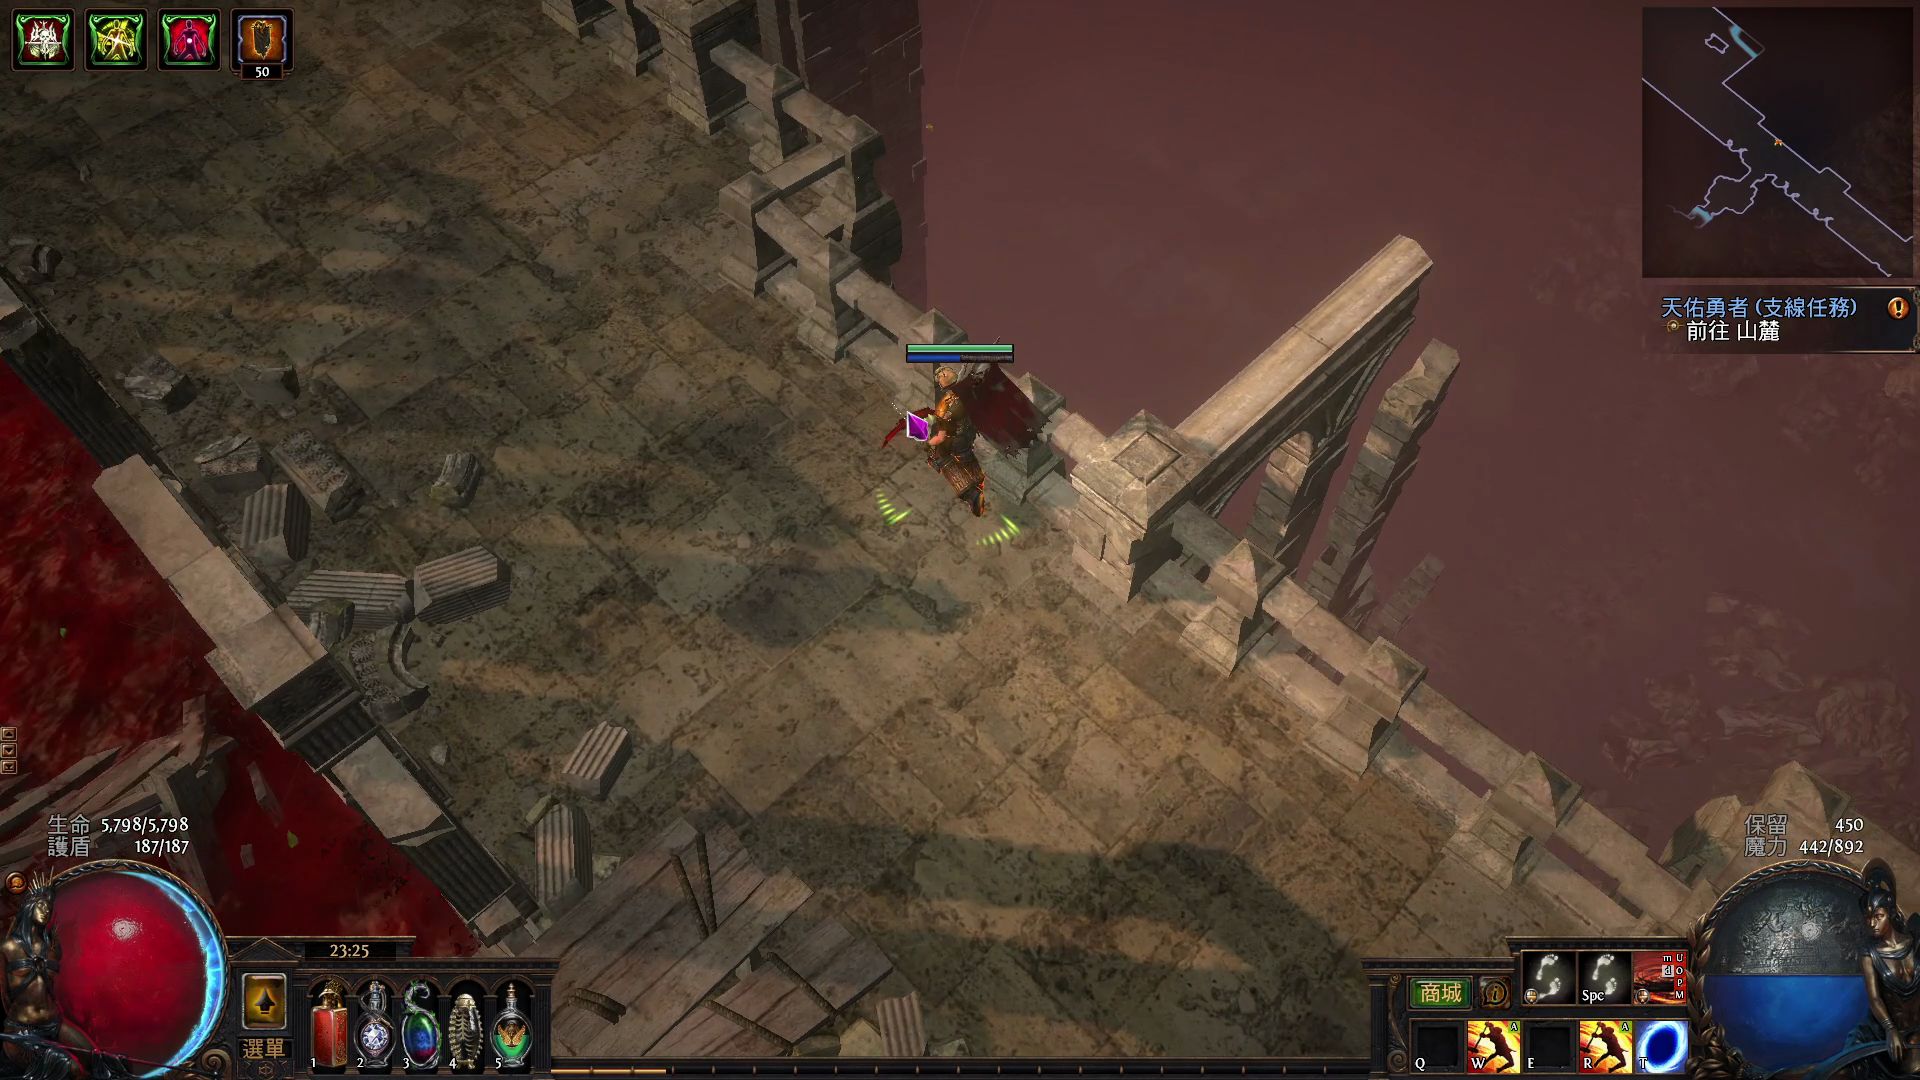 50
天佑勇者 (支線任務)
前往 山麓
生命 5,798/5,798
護盾 187/187
保留 450
魔力 442/892
23:25
選單
1 2 3 4 5
商城
Spc
m U
d O
P
M
Q W A E R A T